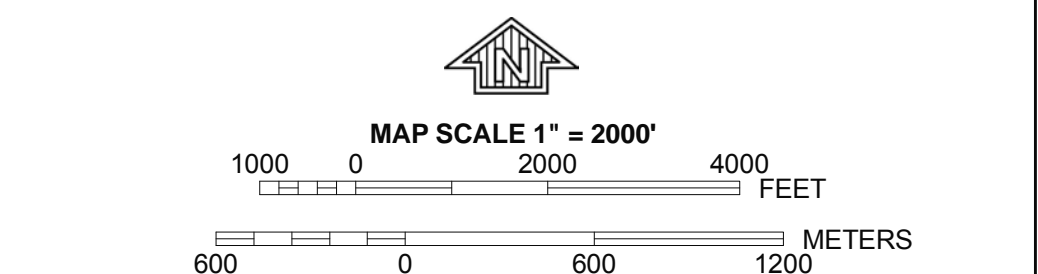 N
MAP SCALE 1" = 2000'
1000 0 2000 4000
FEET
METERS
600 0 600 1200